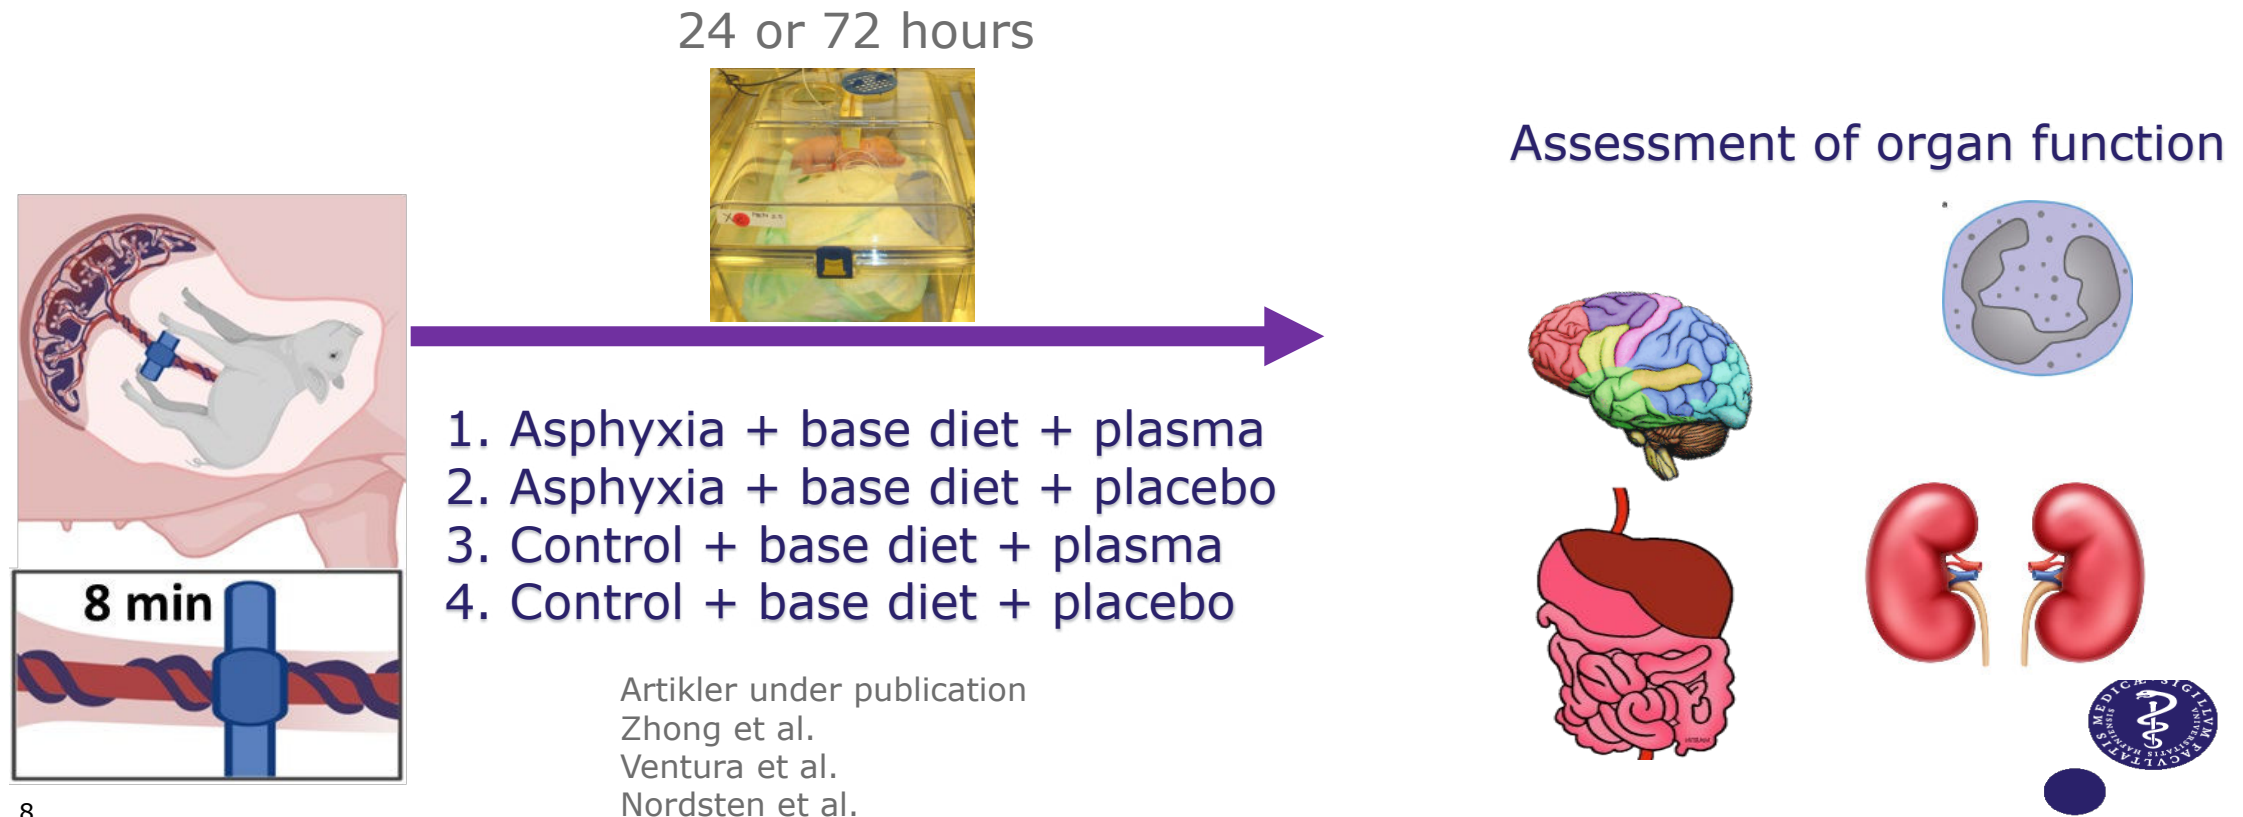 24 or 72 hours
Assessment of organ function
a
8 min
1. Asphyxia + base diet + plasma
2. Asphyxia + base diet + placebo
3. Control + base diet + plasma
4. Control + base diet + placebo
Artikler under publication
Zhong et al.
Ventura et al.
Nordsten et al.
8